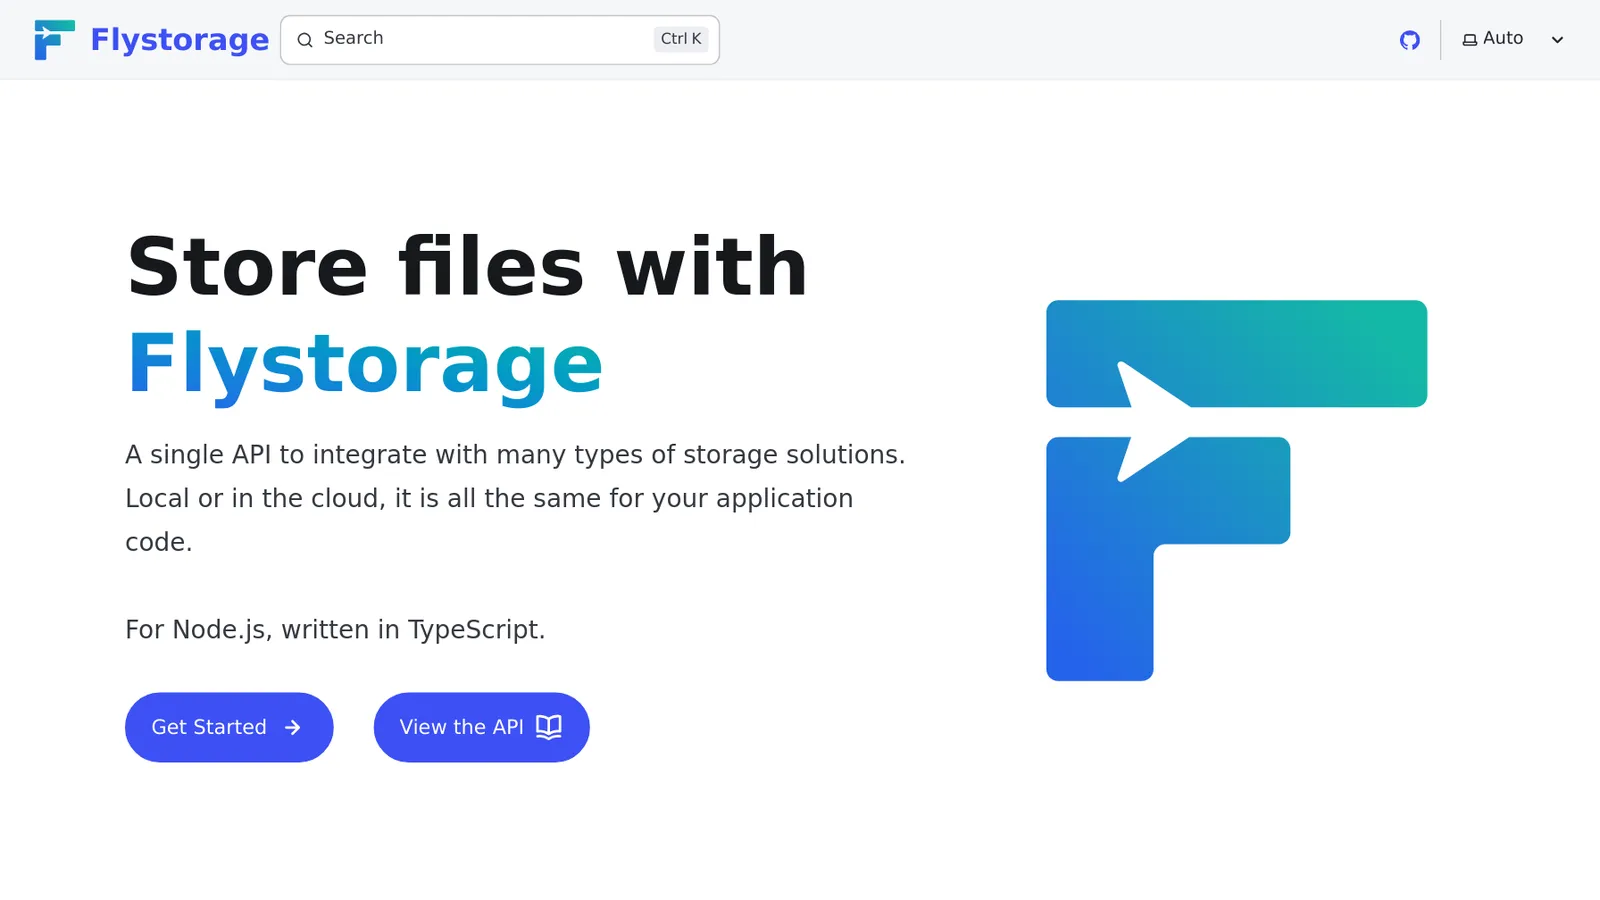 Flystorage
Search
Ctrl K
Auto
Store files with
Flystorage
A single API to integrate with many types of storage solutions.
Local or in the cloud, it is all the same for your application
code.
For Node.js, written in TypeScript.
Get Started
View the API